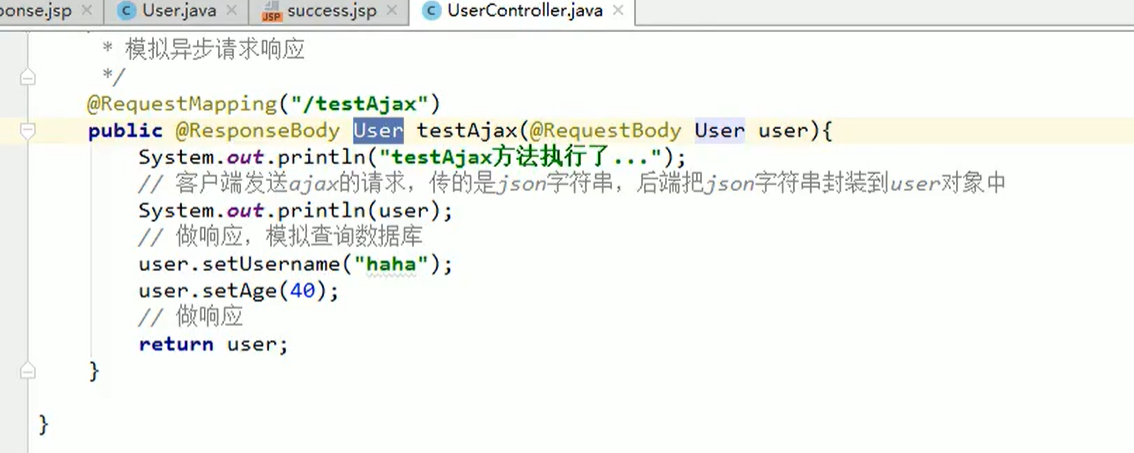 onse.jsp × User.java × success.jsp × UserController.java ×
* 模拟异步请求响应
*/
@RequestMapping("/testAjax")
public @ResponseBody User testAjax(@RequestBody User user){
System.out.println("testAjax方法执行了...");
// 客户端发送ajax的请求，传的是json字符串，后端把json字符串封装到user对象中
System.out.println(user);
// 做响应，模拟查询数据库
user.setUsername("haha");
user.setAge(40);
// 做响应
return user;
}
}